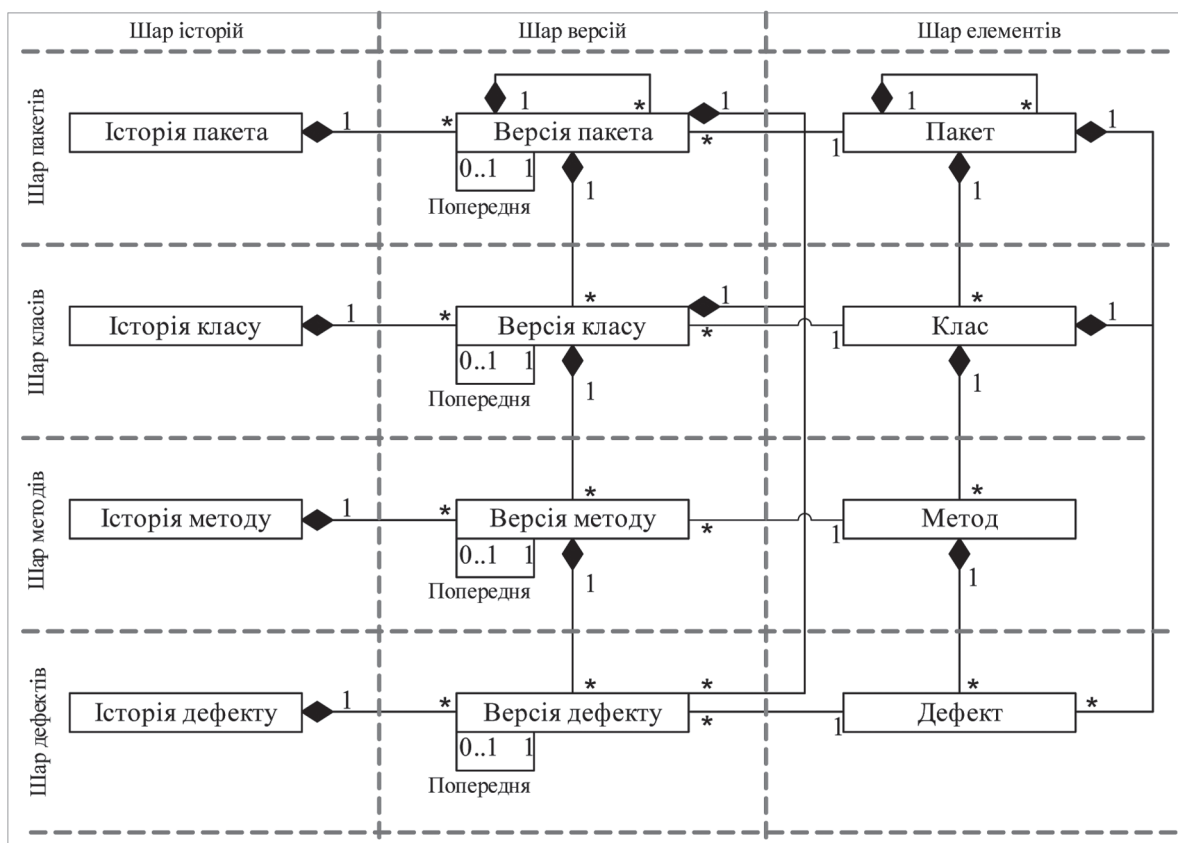 Шар історій
Шар версій
Шар елементів
Шар пакетів
1
*
1
1
*
1
Історія пакета
1
*
Версія пакета
*
1
Пакет
0..1 1
1
1
Попередня
Шар класів
*
1
*
Історія класу
1
*
Версія класу
*
1
Клас
1
0..1 1
1
1
Попередня
Шар методів
*
*
Історія методу
1
*
Версія методу
*
1
Метод
0..1 1
1
1
Попередня
Шар дефектів
*
*
*
Історія дефекту
1
*
Версія дефекту
*
1
Дефект
*
0..1 1
Попередня